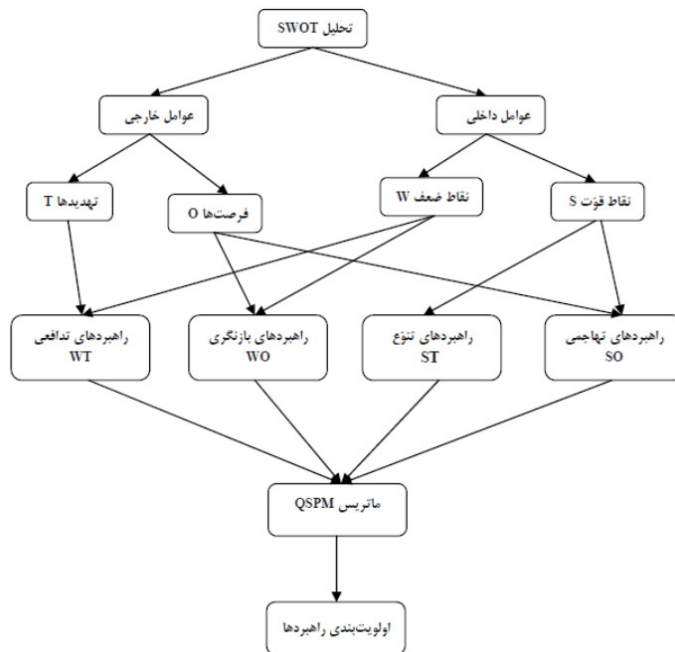 تحلیل SWOT
عوامل داخلی
عوامل خارجی
نقاط قوّت S
نقاط ضعف W
فرصت‌ها O
تهدیدها T
راهبردهای تهاجمی
SO
راهبردهای تنوّع
ST
راهبردهای بازنگری
WO
راهبردهای تدافعی
WT
ماتریس QSPM
اولویت‌بندی راهبردها